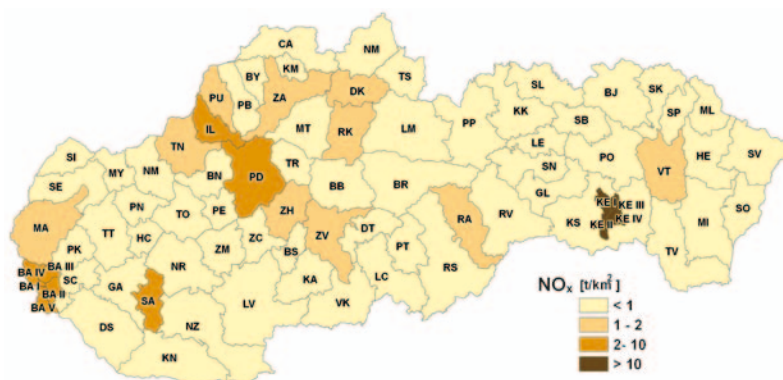 CA
NM
BY
KM
TS
PU
PB
ZA
DK
SL
BJ
SK
SP
ML
IL
MT
RK
LM
PP
KK
SB
TN
LE
PO
HE
SV
SI
MY
NM
BN
PD
TR
BB
BR
SN
VT
SE
PN
TO
PE
ZH
RA
RV
GL
KE I
KE III
SO
MA
TT
HC
ZM
ZC
ZV
DT
PT
KS
KE II
KE IV
MI
PK
NR
BS
TV
BA IV
BA III
SC
GA
SA
KA
LC
RS
BA I
BA II
BA V
LV
VK
DS
NZ
KN
NOx [t/km²]
< 1
1 - 2
2- 10
> 10